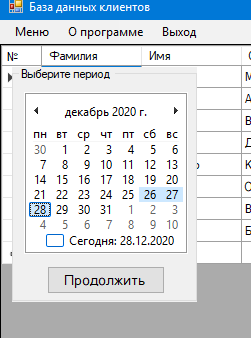 База данных клиентов
Меню О программе Выход
№ Фамилия Имя
Выберите период
декабрь 2020 г.
пн вт ср чт пт сб вс
30 1 2 3 4 5 6
7 8 9 10 11 12 13
14 15 16 17 18 19 20
21 22 23 24 25 26 27
28 29 30 31 1 2 3
4 5 6 7 8 9 10
Сегодня: 28.12.2020
Продолжить